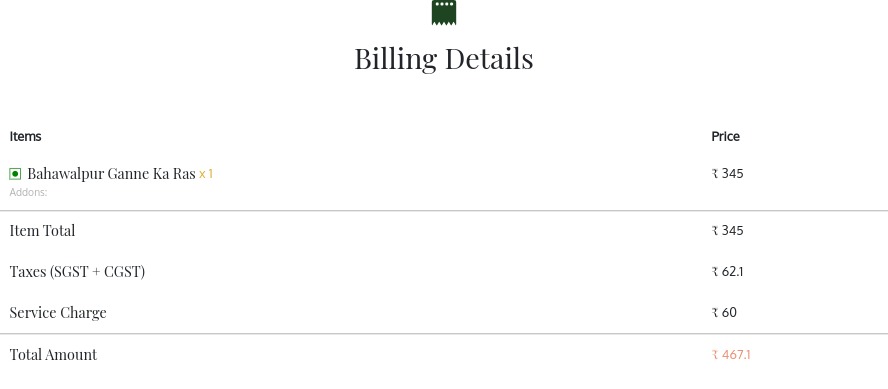 Billing Details
Items Price
Bahawalpur Ganne Ka Ras x 1 ₹ 345
Addons:
Item Total ₹ 345
Taxes (SGST + CGST) ₹ 62.1
Service Charge ₹ 60
Total Amount ₹ 467.1